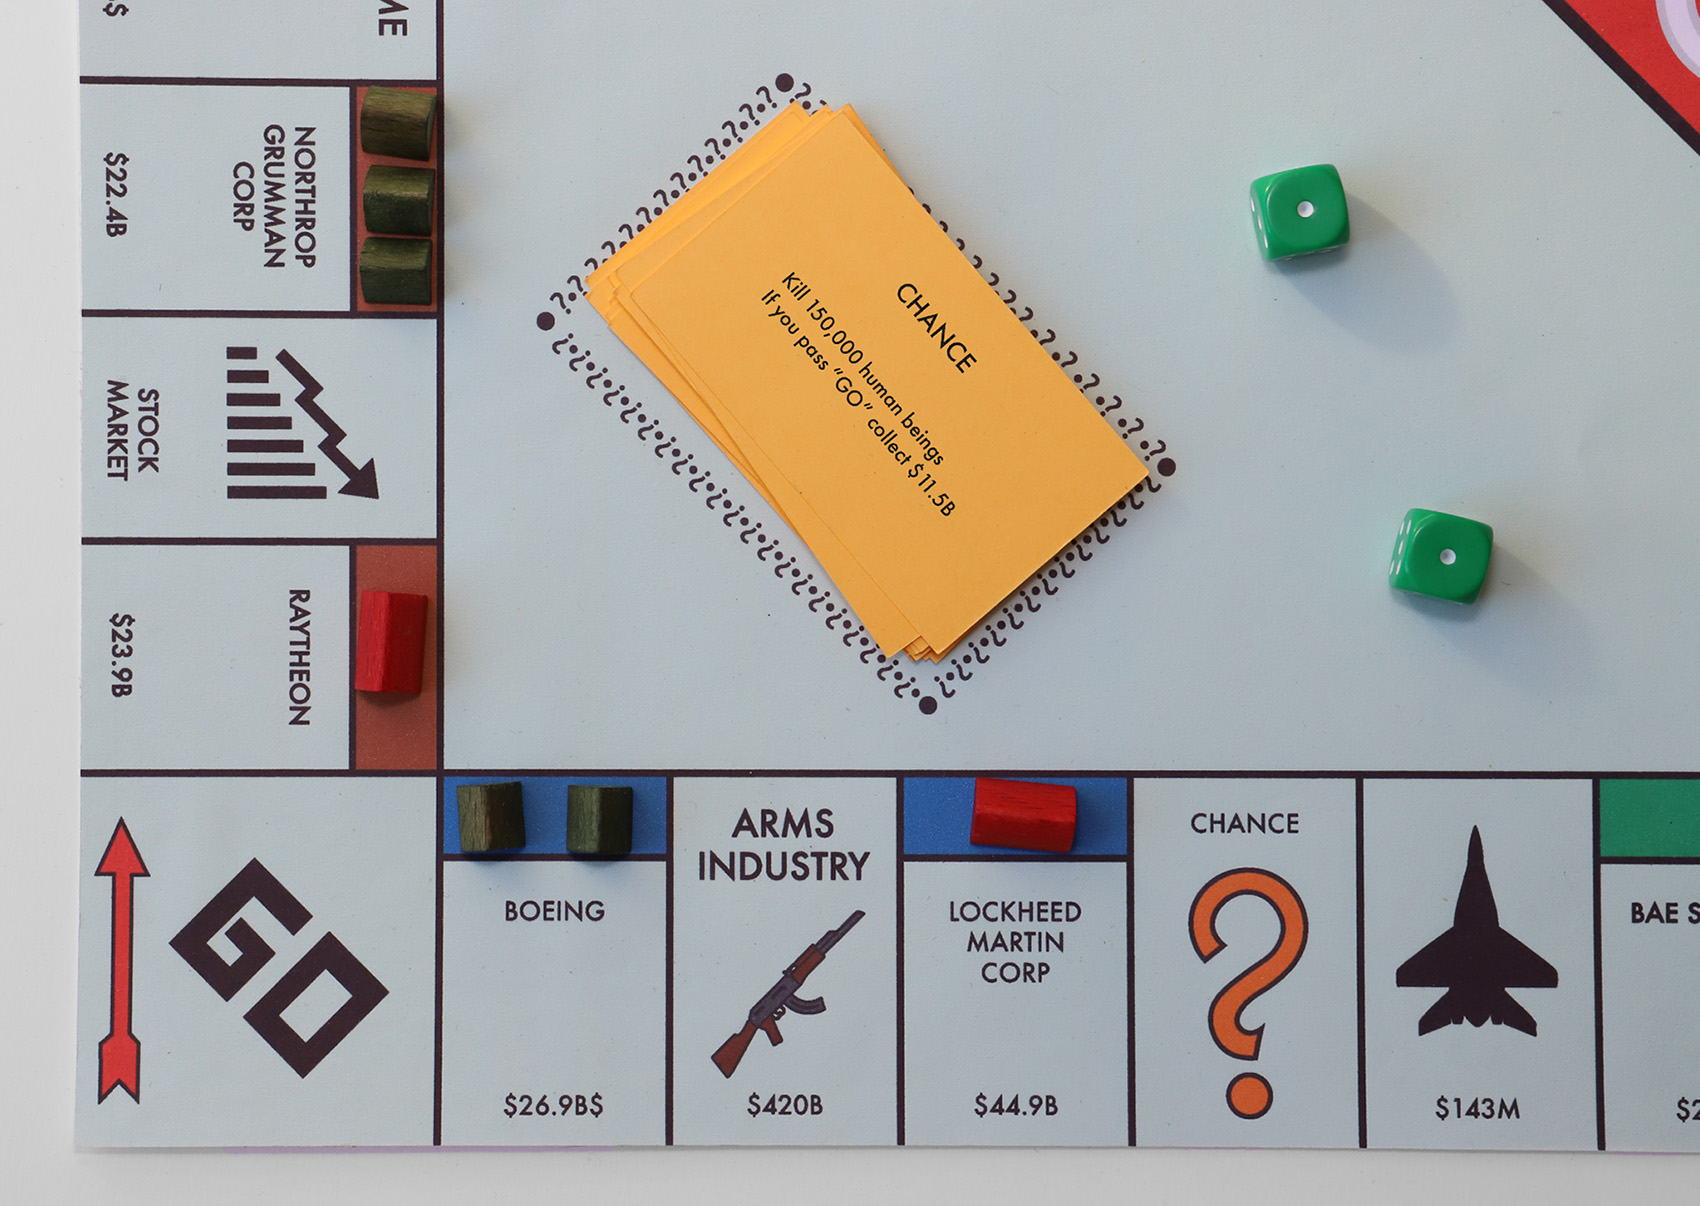 ME
$
NORTHROP
GRUMMAN
CORP
$22.4B
STOCK
MARKET
RAYTHEON
$23.9B
GO
CHANCE
Kill 150,000 human beings
If you pass "GO" collect $11.5B
BOEING
$26.9B$
ARMS
INDUSTRY
$420B
LOCKHEED
MARTIN
CORP
$44.9B
CHANCE
?
$143M
BAE S
$2